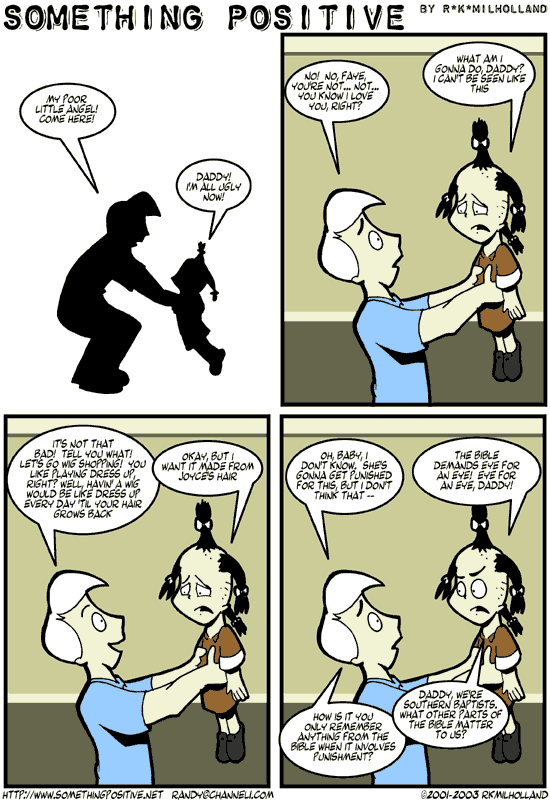 SOMETHING POSITIVE BY R*K*MILHOLLAND
MY POOR
LITTLE ANGEL!
COME HERE!
DADDY!
I'M ALL UGLY
NOW!
NO! NO, FAYE,
YOU'RE NOT... NOT...
YOU KNOW I LOVE
YOU, RIGHT?
WHAT AM I
GONNA DO, DADDY?
I CAN'T BE SEEN LIKE
THIS
IT'S NOT THAT
BAD! TELL YOU WHAT!
LET'S GO WIG SHOPPING! YOU
LIKE PLAYING DRESS UP,
RIGHT? WELL, HAVIN' A WIG
WOULD BE LIKE DRESS UP
EVERY DAY 'TIL YOUR HAIR
GROWS BACK
OKAY, BUT I
WANT IT MADE FROM
JOYCE'S HAIR
OH, BABY, I
DON'T KNOW, SHE'S
GONNA GET PUNISHED
FOR THIS, BUT I DON'T
THINK THAT --
THE BIBLE
DEMANDS EYE FOR
AN EYE! EYE FOR
AN EYE, DADDY!
HOW IS IT YOU
ONLY REMEMBER
ANYTHING FROM THE
BIBLE WHEN IT INVOLVES
PUNISHMENT?
DADDY, WE'RE
SOUTHERN BAPTISTS.
WHAT OTHER PARTS OF
THE BIBLE MATTER
TO US?
HTTP://WWW.SOMETHINGPOSITIVE.NET RANDY@CHANNEL1.COM ©2001-2003 RKMILHOLLAND